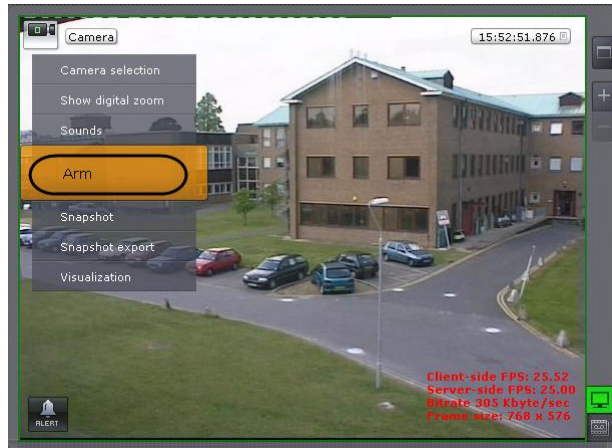 Camera
15:52:51.876
Camera selection
Show digital zoom
Sounds
Arm
Snapshot
Snapshot export
Visualization
Client-side FPS: 25.52
Server-side FPS: 25.00
Bitrate 305 Kbyte/sec
Frame size: 768 x 576
ALERT